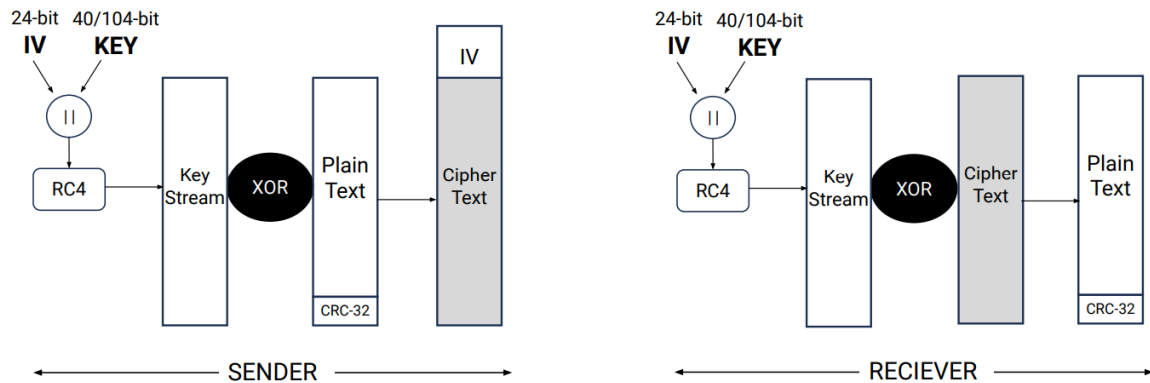 24-bit 40/104-bit
IV KEY
||
RC4
Key
Stream
XOR
Plain
Text
CRC-32
IV
Cipher
Text
SENDER
24-bit 40/104-bit
IV KEY
||
RC4
Key
Stream
XOR
Cipher
Text
Plain
Text
CRC-32
RECIEVER